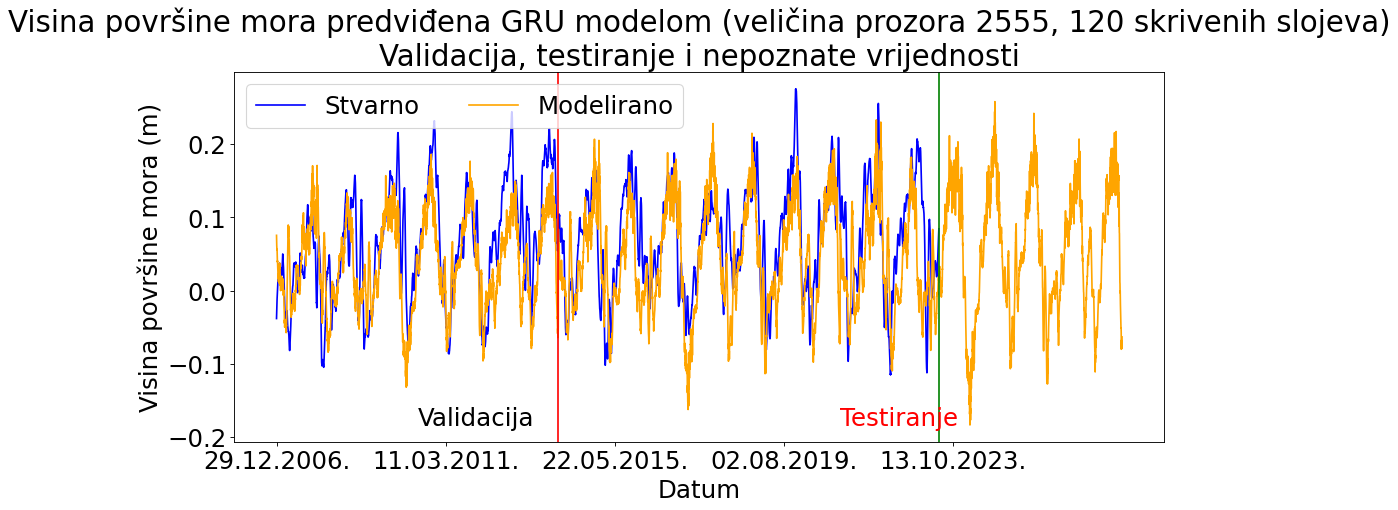 Visina površine mora predviđena GRU modelom (veličina prozora 2555, 120 skrivenih slojeva)
Validacija, testiranje i nepoznate vrijednosti
Stvarno
Modelirano
Visina površine mora (m)
0.2
0.1
0.0
−0.1
−0.2
Validacija
Testiranje
29.12.2006.
11.03.2011.
22.05.2015.
02.08.2019.
13.10.2023.
Datum